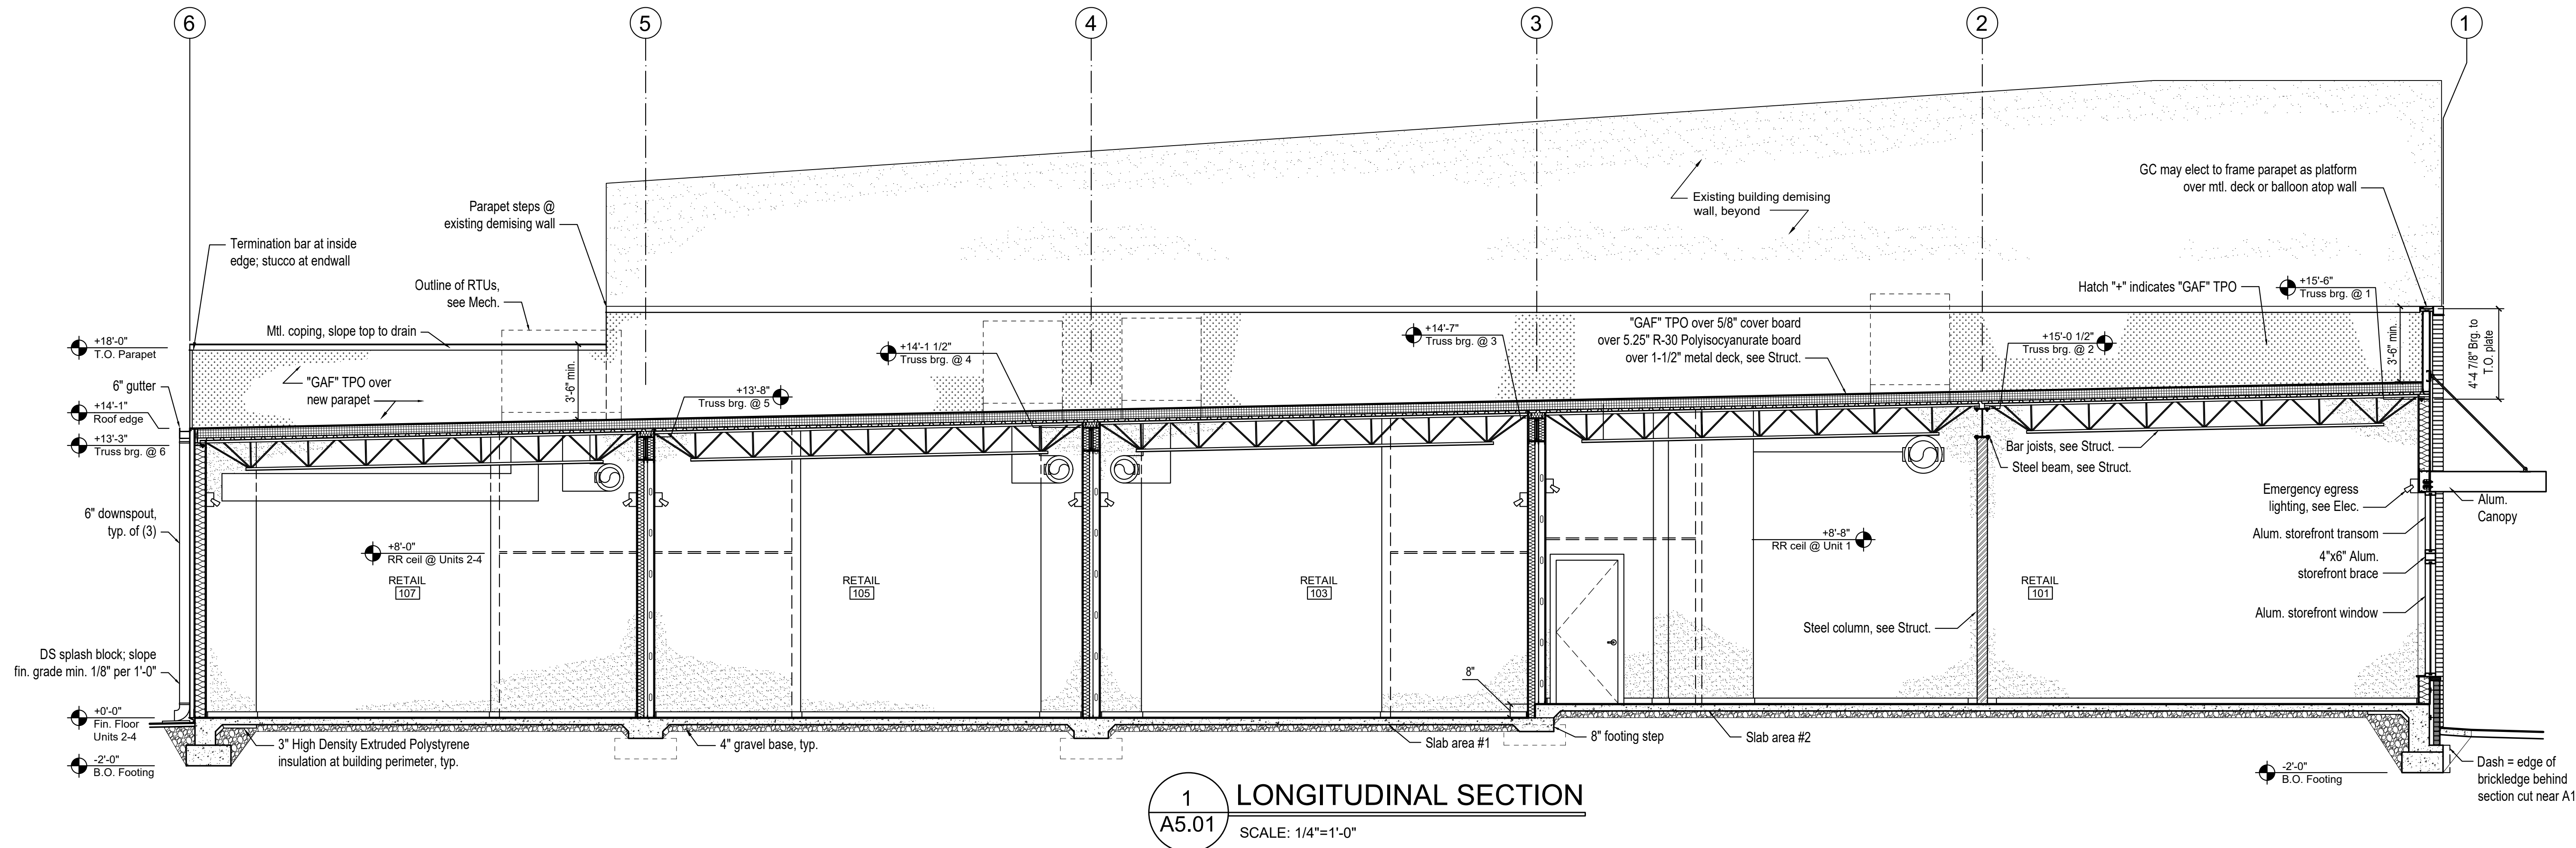 6
5
4
3
2
1
Parapet steps @
existing demising wall
Termination bar at inside
edge; stucco at endwall
Outline of RTUs,
see Mech.
Mtl. coping, slope top to drain
+18'-0"
T.O. Parapet
6" gutter
+14'-1"
Roof edge
+13'-3"
Truss brg. @ 6
"GAF" TPO over
new parapet
3'-6" min.
+13'-8"
Truss brg. @ 5
+14'-1 1/2"
Truss brg. @ 4
+14'-7"
Truss brg. @ 3
"GAF" TPO over 5/8" cover board
over 5.25" R-30 Polyisocyanurate board
over 1-1/2" metal deck, see Struct.
Existing building demising
wall, beyond
GC may elect to frame parapet as platform
over mtl. deck or balloon atop wall
Hatch "+" indicates "GAF" TPO
+15'-6"
Truss brg. @ 1
+15'-0 1/2"
Truss brg. @ 2
3'-6" min.
4'-4 7/8" Brg. to
T.O. plate
Bar joists, see Struct.
Steel beam, see Struct.
6" downspout,
typ. of (3)
+8'-0"
RR ceil @ Units 2-4
RETAIL
107
RETAIL
105
RETAIL
103
+8'-8"
RR ceil @ Unit 1
RETAIL
101
Steel column, see Struct.
Emergency egress
lighting, see Elec.
Alum.
Canopy
Alum. storefront transom
4"x6" Alum.
storefront brace
Alum. storefront window
DS splash block; slope
fin. grade min. 1/8" per 1'-0"
8"
+0'-0"
Fin. Floor
Units 2-4
-2'-0"
B.O. Footing
3" High Density Extruded Polystyrene
insulation at building perimeter, typ.
4" gravel base, typ.
Slab area #1
8" footing step
Slab area #2
-2'-0"
B.O. Footing
Dash = edge of
brickledge behind
section cut near A1
1
A5.01
LONGITUDINAL SECTION
SCALE: 1/4"=1'-0"